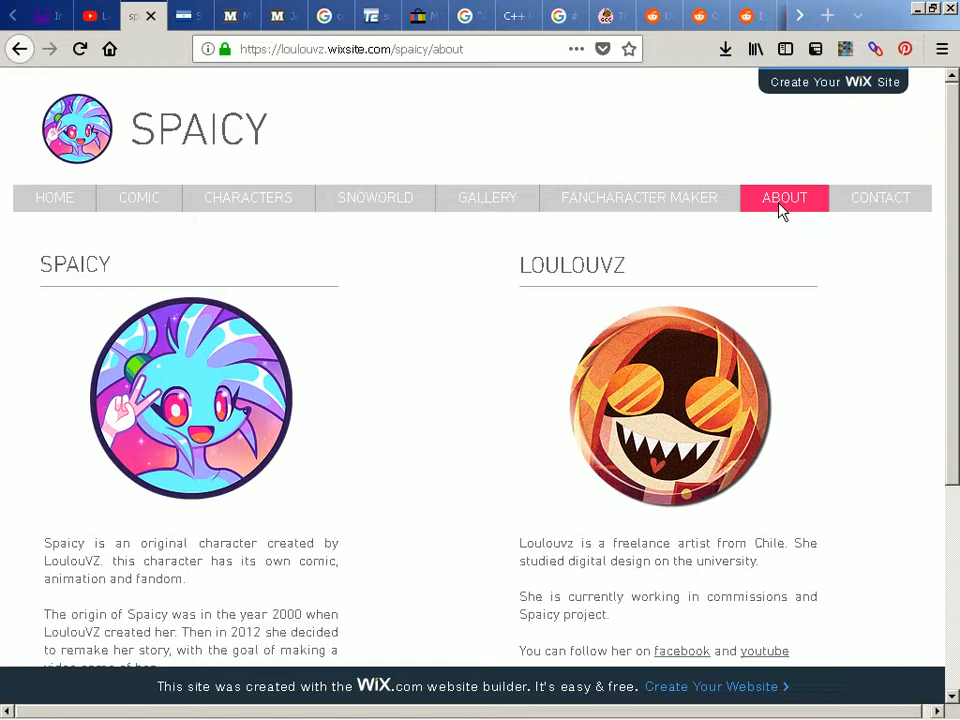 sp
S
M
M
G
o
s
M
G
"
C++
G
T
U
C
I
https://loulouvz.wixsite.com/spaicy/about
Create Your WiX Site
SPAICY
HOME
COMIC
CHARACTERS
SNOWORLD
GALLERY
FANCHARACTER MAKER
ABOUT
CONTACT
SPAICY
Spaicy is an original character created by
LoulouVZ. this character has its own comic,
animation and fandom.
The origin of Spaicy was in the year 2000 when
LoulouVZ created her. Then in 2012 she decided
to remake her story, with the goal of making a
LOULOUVZ
Loulouvz is a freelance artist from Chile. She
studied digital design on the university.
She is currently working in commissions and
Spaicy project.
You can follow her on facebook and youtube
This site was created with the WiX.com website builder. It's easy & free. Create Your Website >